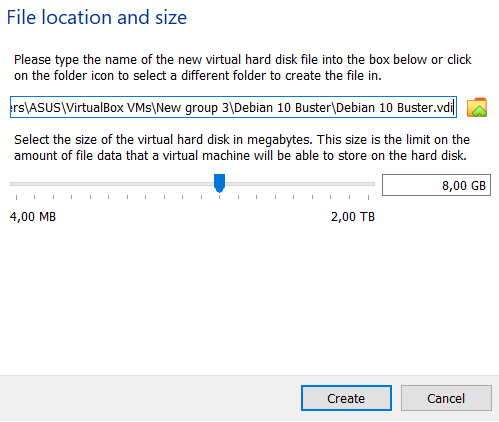 File location and size
Please type the name of the new virtual hard disk file into the box below or click
on the folder icon to select a different folder to create the file in.
ers\ASUS\VirtualBox VMs\New group 3\Debian 10 Buster\Debian 10 Buster.vdi
Select the size of the virtual hard disk in megabytes. This size is the limit on the
amount of file data that a virtual machine will be able to store on the hard disk.
8,00 GB
4,00 MB 2,00 TB
Create Cancel